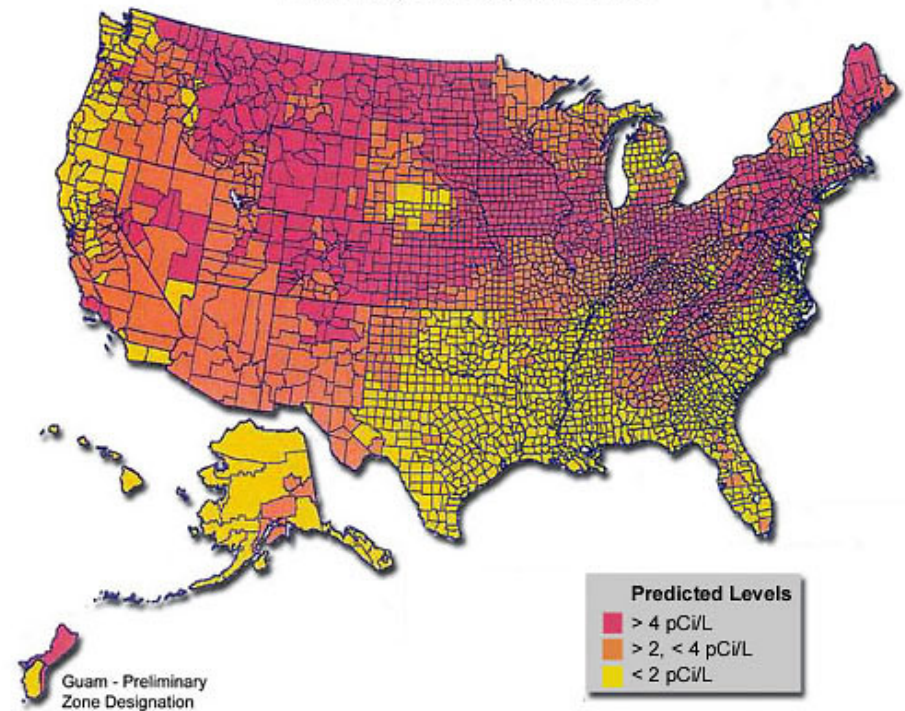 Predicted Levels
> 4 pCi/L
> 2, < 4 pCi/L
< 2 pCi/L
Guam - Preliminary
Zone Designation